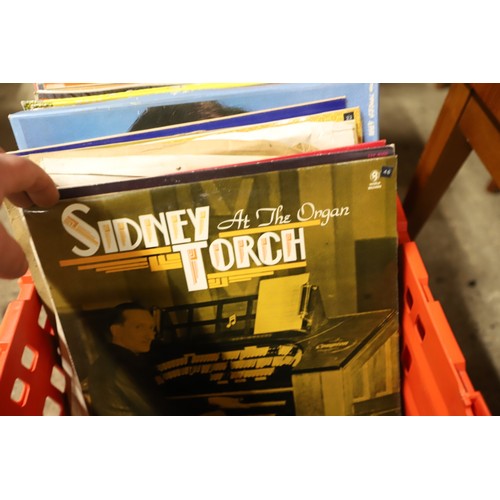 SIDNEY At The Organ
TORCH